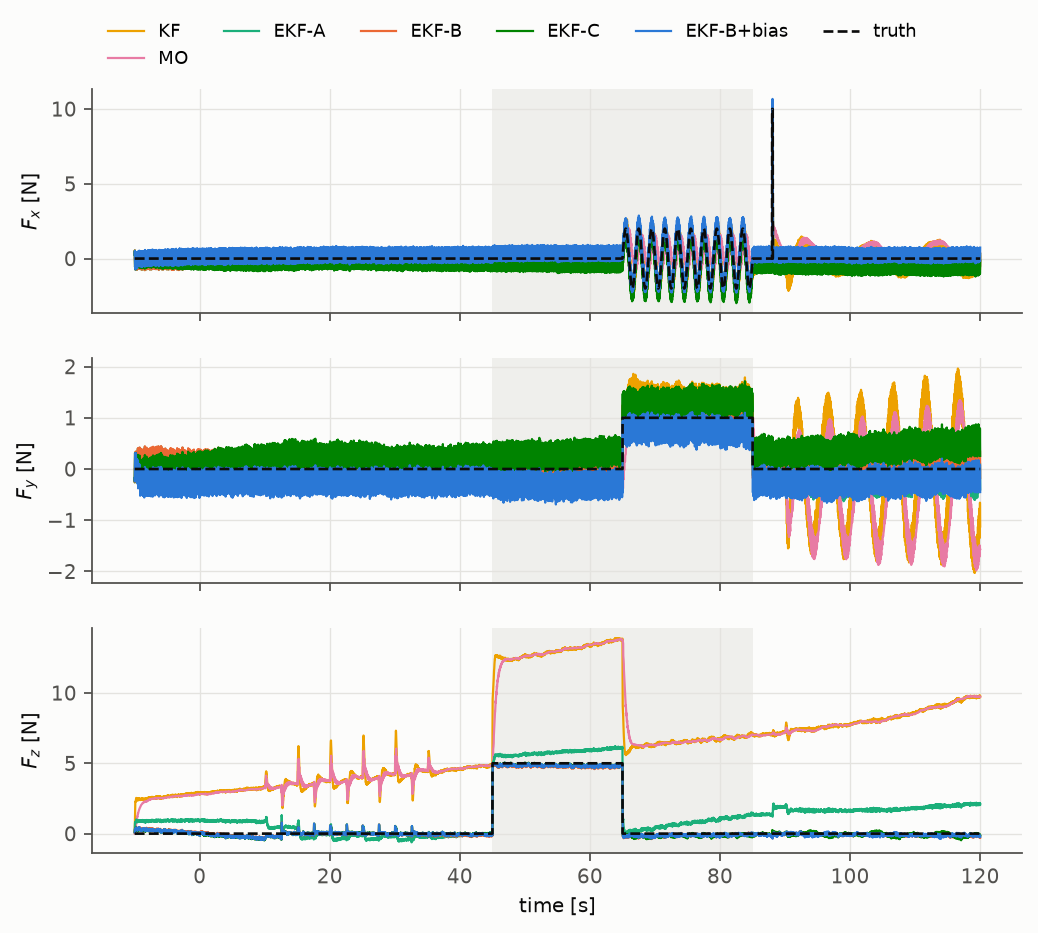 KF EKF-A EKF-B EKF-C EKF-B+bias truth
MO
10
5
0
F_x [N]
2
1
0
−1
−2
F_y [N]
10
5
0
F_z [N]
0 20 40 60 80 100 120
time [s]